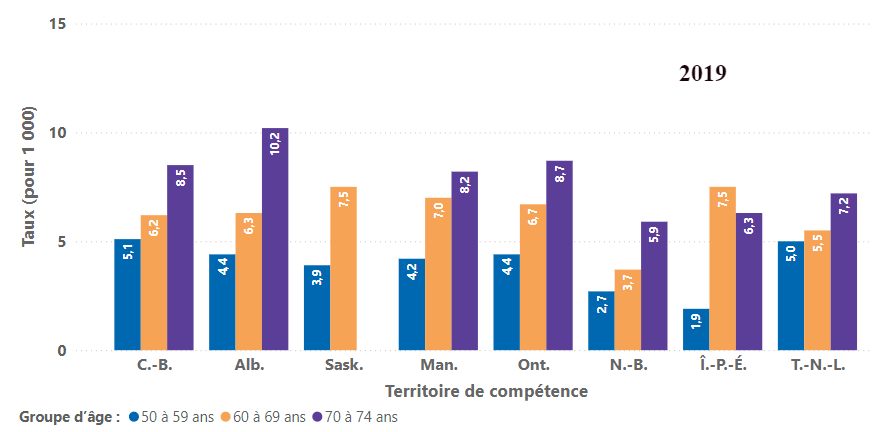 15
2019
10
5
0
Taux (pour 1 000)
5,1 6,2 8,5
4,4 6,3 10,2
3,9 7,5
4,2 7,0 8,2
4,4 6,7 8,7
2,7 3,7 5,9
1,9 7,5 6,3
5,0 5,5 7,2
C.-B. Alb. Sask. Man. Ont. N.-B. Î.-P.-É. T.-N.-L.
Territoire de compétence
Groupe d’âge : 50 à 59 ans 60 à 69 ans 70 à 74 ans